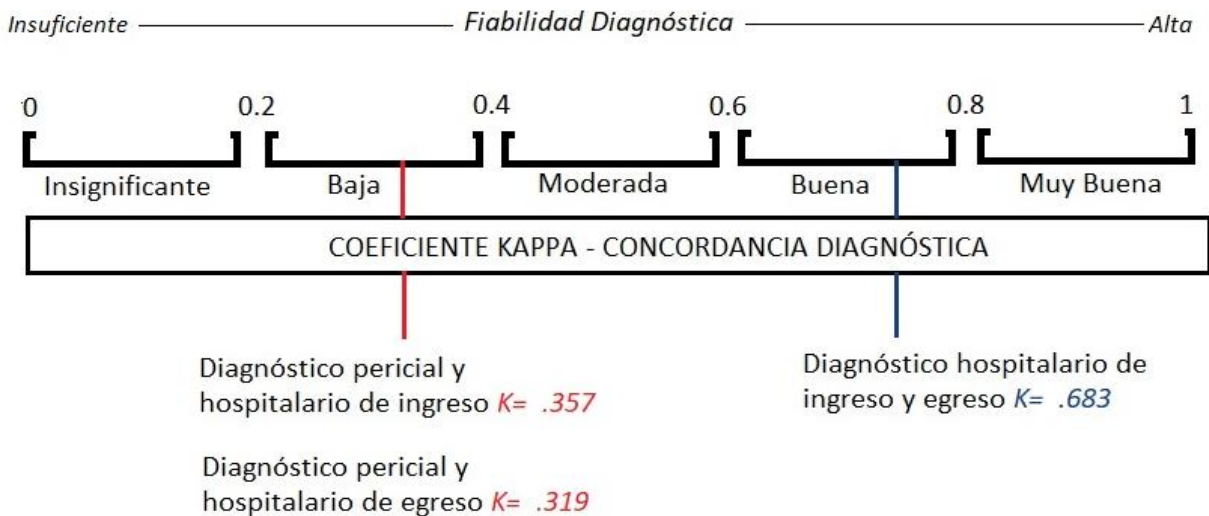 Insuficiente Fiabilidad Diagnóstica Alta
0 0.2 0.4 0.6 0.8 1
Insignificante Baja Moderada Buena Muy Buena
COEFICIENTE KAPPA - CONCORDANCIA DIAGNÓSTICA
Diagnóstico pericial y
hospitalario de ingreso K= .357
Diagnóstico hospitalario de
ingreso y egreso K= .683
Diagnóstico pericial y
hospitalario de egreso K= .319